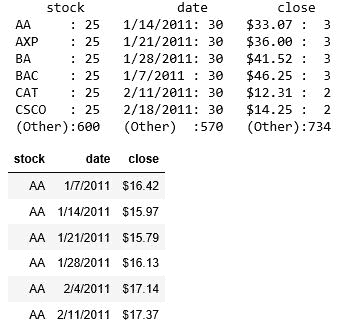 stock date close
AA : 25 1/14/2011: 30 $33.07 : 3
AXP : 25 1/21/2011: 30 $36.00 : 3
BA : 25 1/28/2011: 30 $41.52 : 3
BAC : 25 1/7/2011 : 30 $46.25 : 3
CAT : 25 2/11/2011: 30 $12.31 : 2
CSCO : 25 2/18/2011: 30 $14.25 : 2
(Other):600 (Other) :570 (Other):734
stock date close
AA 1/7/2011 $16.42
AA 1/14/2011 $15.97
AA 1/21/2011 $15.79
AA 1/28/2011 $16.13
AA 2/4/2011 $17.14
AA 2/11/2011 $17.37